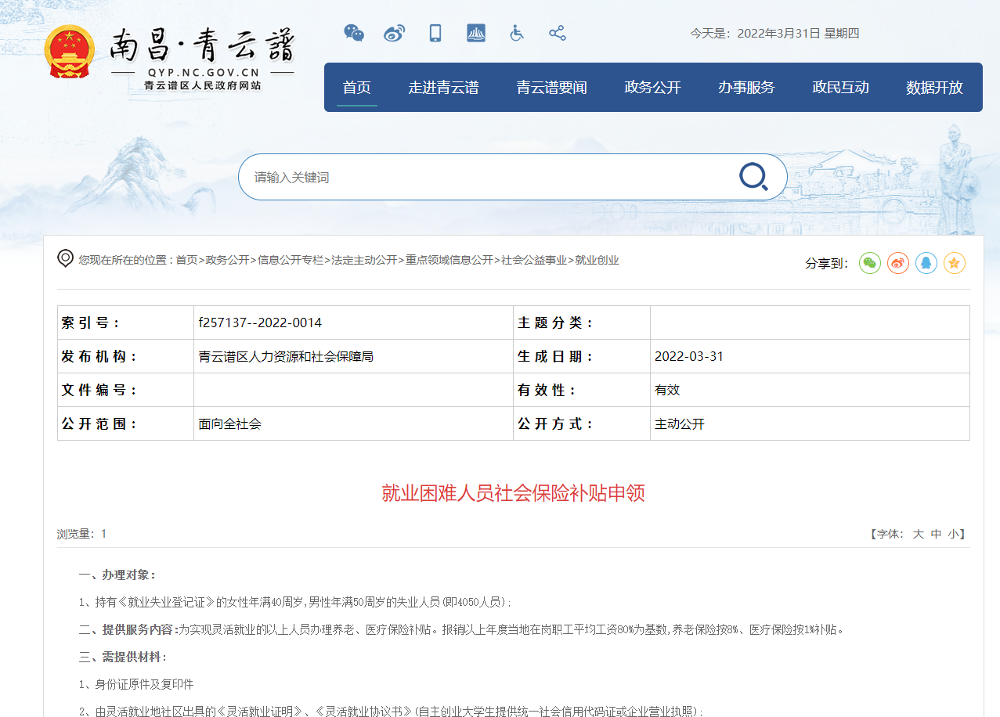 南昌·青云譜
QYP.NC.GOV.CN
青云谱区人民政府网站
今天是：2022年3月31日 星期四
首页 走进青云谱 青云谱要闻 政务公开 办事服务 政民互动 数据开放
请输入关键词
您现在所在的位置 : 首页>政务公开>信息公开专栏>法定主动公开>重点领域信息公开>社会公益事业>就业创业
分享到：
索 引 号 ： f257137--2022-0014 主 题 分 类 ：
发 布 机 构 ： 青云谱区人力资源和社会保障局 生 成 日 期 ： 2022-03-31
文 件 编 号 ： 有 效 性 ： 有效
公 开 范 围 ： 面向全社会 公 开 方 式 ： 主动公开
就业困难人员社会保险补贴申领
浏览量：1 【字体： 大 中 小】
一、办理对象：
1、持有《就业失业登记证》的女性年满40周岁,男性年满50周岁的失业人员(即4050人员);
二、提供服务内容:为实现灵活就业的以上人员办理养老、医疗保险补贴。报销以上年度当地在岗职工平均工资80%为基数,养老保险按8%、医疗保险按1%补贴。
三、需提供材料：
1、身份证原件及复印件
2、由灵活就业地社区出具的《灵活就业证明》、《灵活就业协议书》(自主创业大学生提供统一社会信用代码证或企业营业执照);